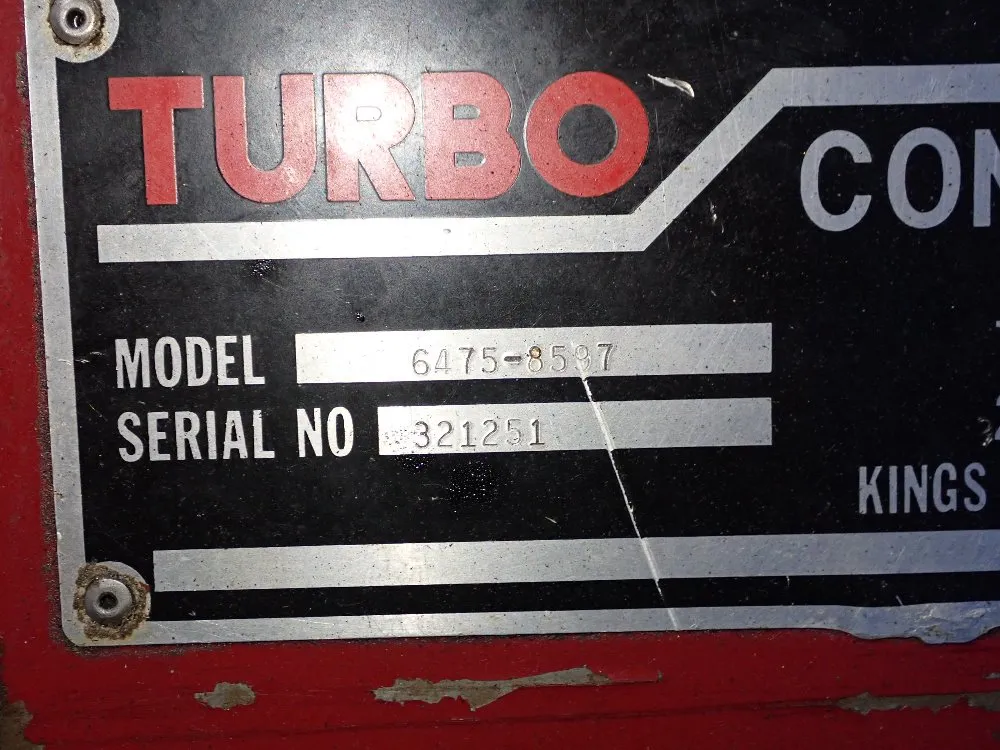 TURBO
CON
MODEL 6475-8597
SERIAL NO 321251
KINGS